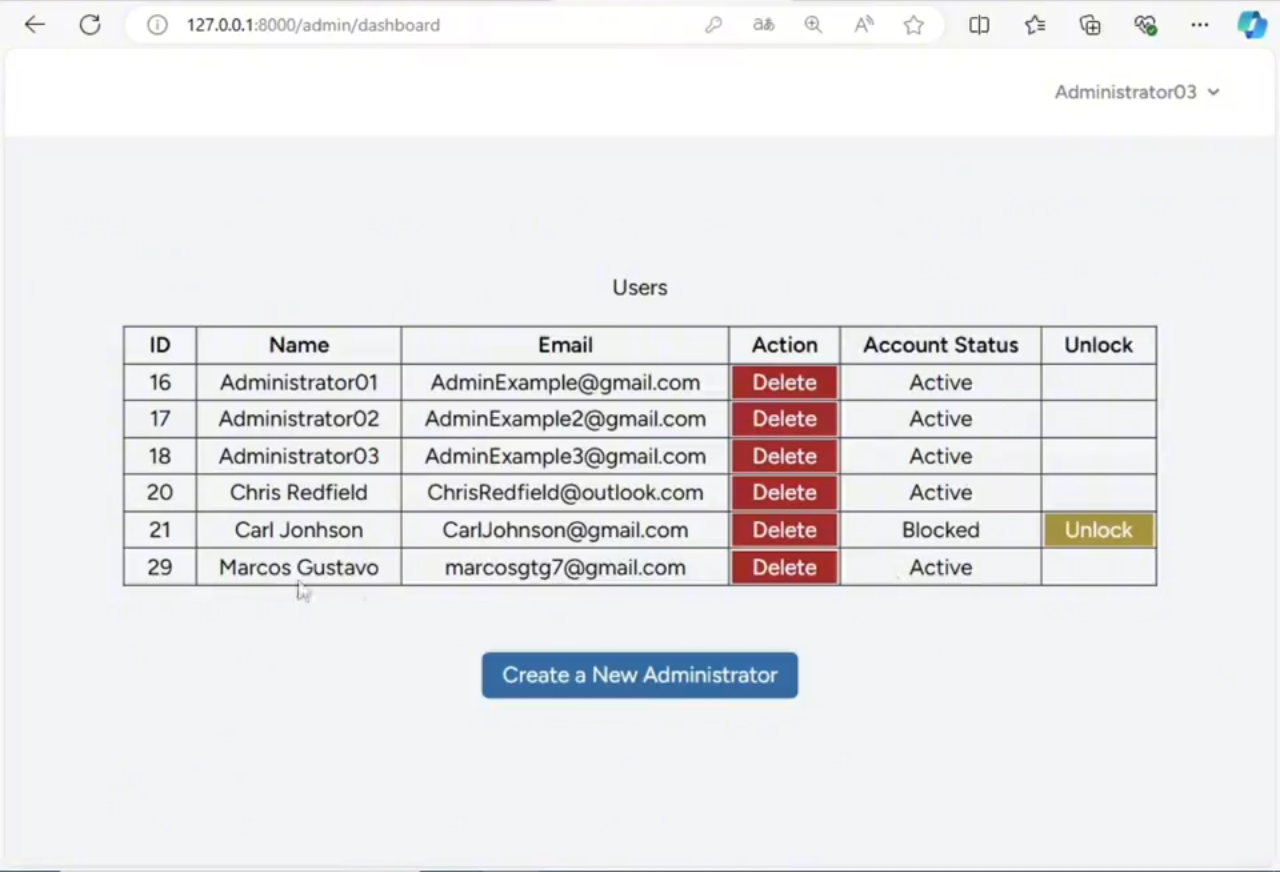 127.0.0.1:8000/admin/dashboard
Administrator03
Users
ID Name Email Action Account Status Unlock
16 Administrator01 AdminExample@gmail.com Delete Active
17 Administrator02 AdminExample2@gmail.com Delete Active
18 Administrator03 AdminExample3@gmail.com Delete Active
20 Chris Redfield ChrisRedfield@outlook.com Delete Active
21 Carl Jonhson CarlJohnson@gmail.com Delete Blocked Unlock
29 Marcos Gustavo marcosgtg7@gmail.com Delete Active
Create a New Administrator